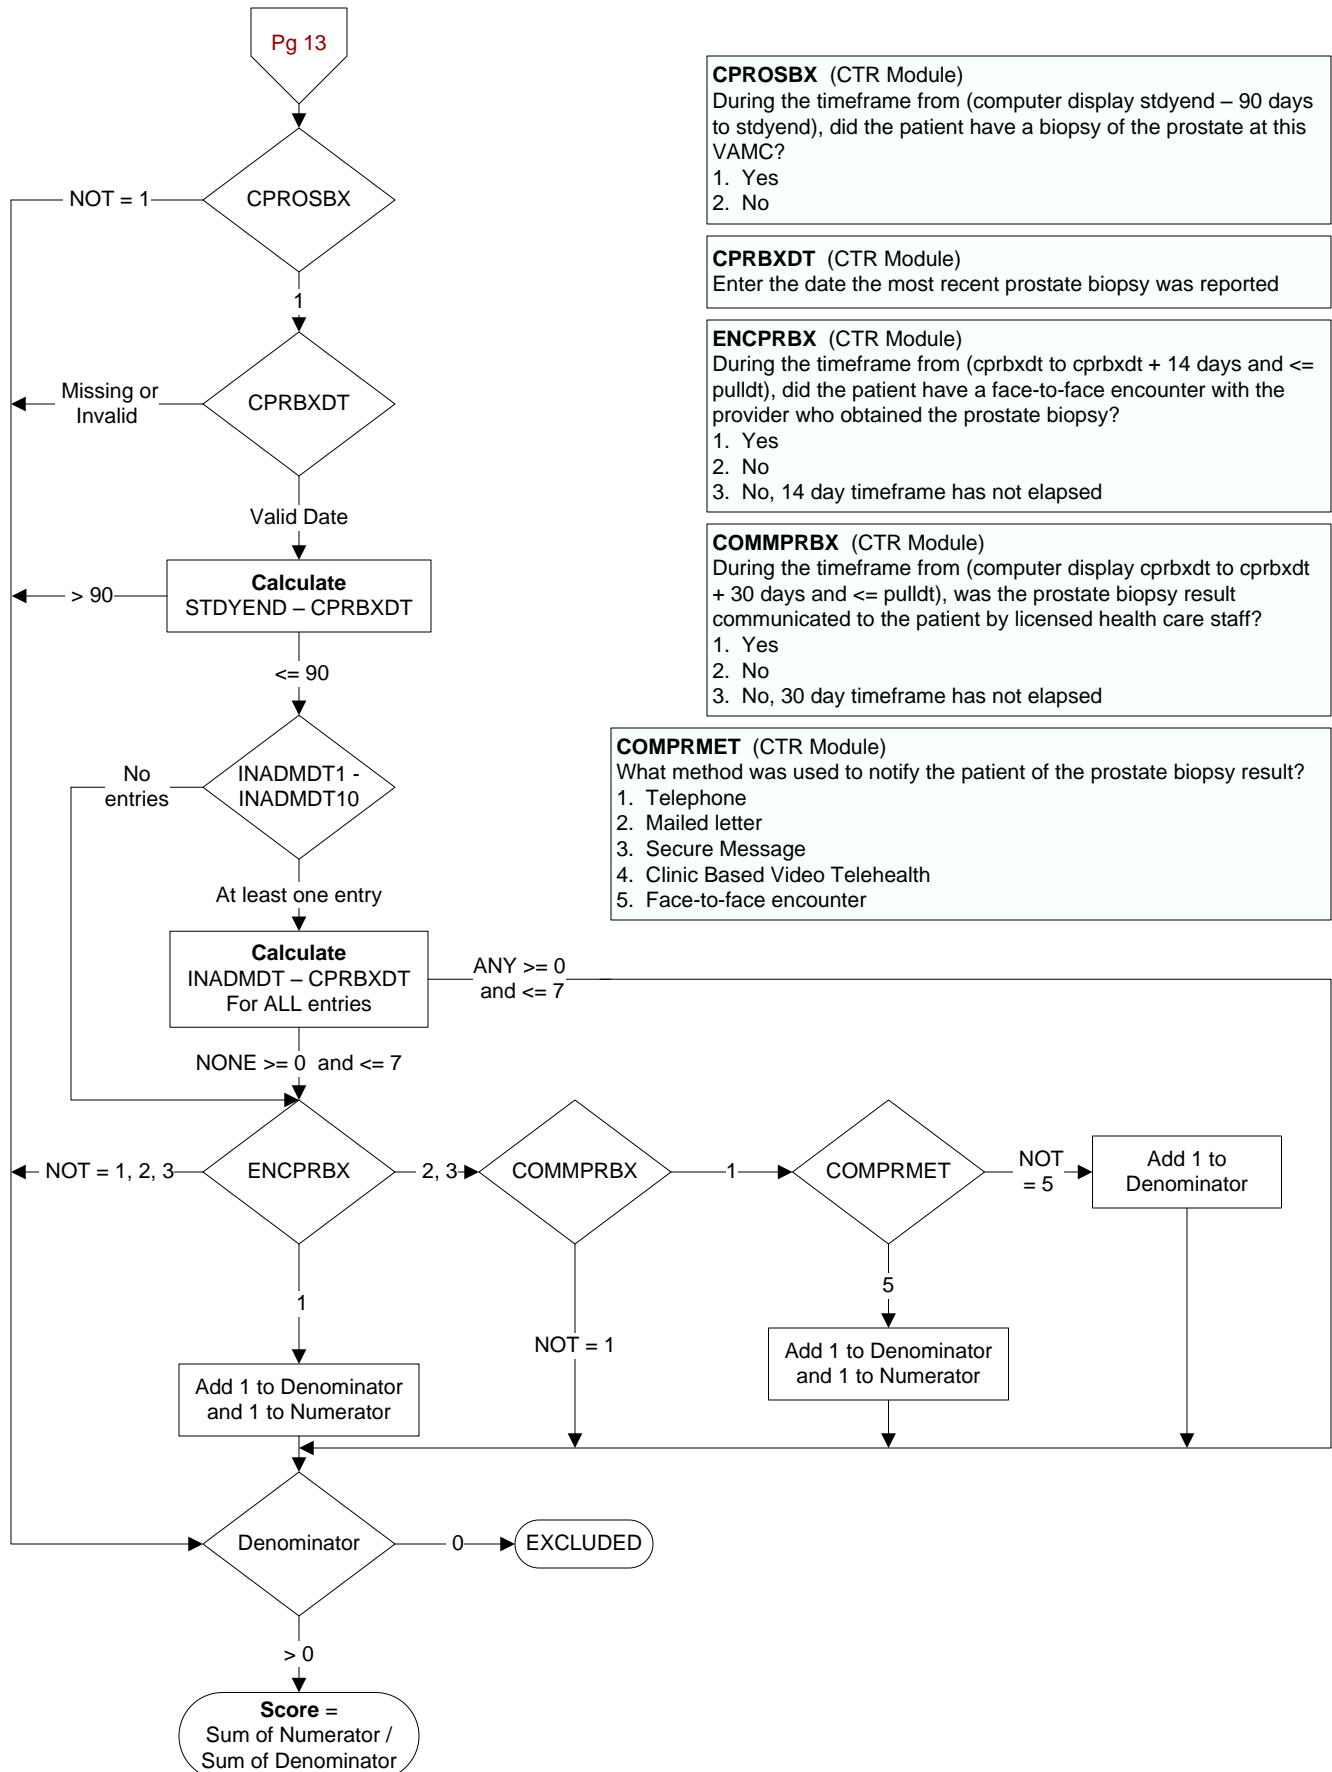 Pg 13
CPROSBX (CTR Module)
During the timeframe from (computer display stdyend – 90 days
to stdyend), did the patient have a biopsy of the prostate at this
VAMC?
1. Yes
2. No
CPRBXDT (CTR Module)
Enter the date the most recent prostate biopsy was reported
ENCPRBX (CTR Module)
During the timeframe from (cprbxdt to cprbxdt + 14 days and <=
pulldt), did the patient have a face-to-face encounter with the
provider who obtained the prostate biopsy?
1. Yes
2. No
3. No, 14 day timeframe has not elapsed
COMMPRBX (CTR Module)
During the timeframe from (computer display cprbxdt to cprbxdt
+ 30 days and <= pulldt), was the prostate biopsy result
communicated to the patient by licensed health care staff?
1. Yes
2. No
3. No, 30 day timeframe has not elapsed
COMPRMET (CTR Module)
What method was used to notify the patient of the prostate biopsy result?
1. Telephone
2. Mailed letter
3. Secure Message
4. Clinic Based Video Telehealth
5. Face-to-face encounter
NOT = 1
CPROSBX
1
Missing or
Invalid
CPRBXDT
Valid Date
> 90
Calculate
STDYEND – CPRBXDT
<= 90
No
entries
INADMDT1 -
INADMDT10
At least one entry
Calculate
INADMDT – CPRBXDT
For ALL entries
ANY >= 0
and <= 7
NONE >= 0 and <= 7
NOT = 1, 2, 3
ENCPRBX
2, 3
COMMPRBX
1
COMPRMET
NOT
= 5
Add 1 to
Denominator
1
NOT = 1
5
Add 1 to Denominator
and 1 to Numerator
Add 1 to Denominator
and 1 to Numerator
Denominator
0
EXCLUDED
> 0
Score =
Sum of Numerator /
Sum of Denominator